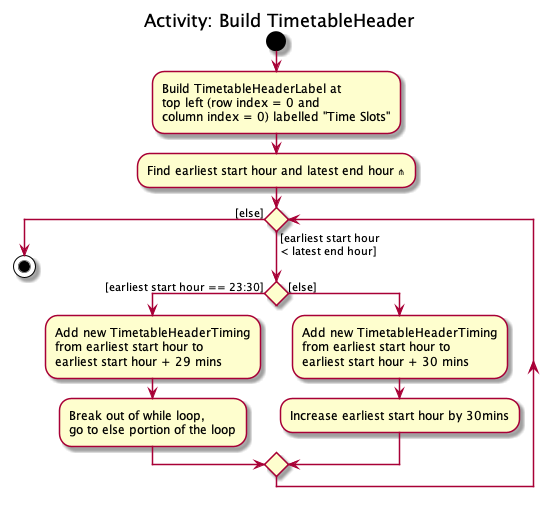 Activity: Build TimetableHeader
Build TimetableHeaderLabel at
top left (row index = 0 and
column index = 0) labelled "Time Slots"
Find earliest start hour and latest end hour ⋔
[else]
[earliest start hour
< latest end hour]
[earliest start hour == 23:30]
[else]
Add new TimetableHeaderTiming
from earliest start hour to
earliest start hour + 29 mins
Add new TimetableHeaderTiming
from earliest start hour to
earliest start hour + 30 mins
Break out of while loop,
go to else portion of the loop
Increase earliest start hour by 30mins